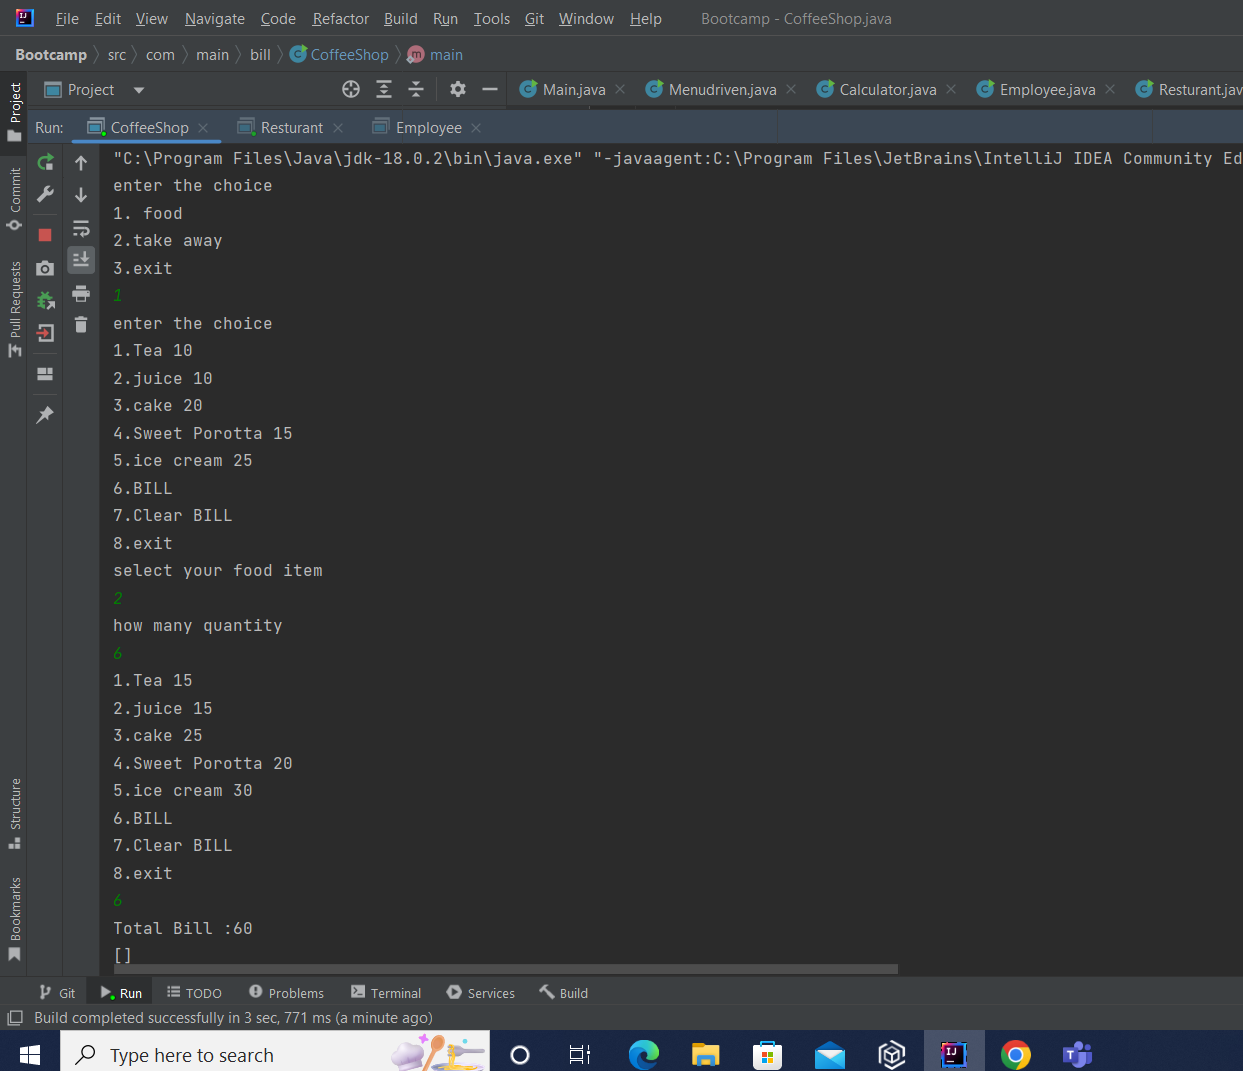 File Edit View Navigate Code Refactor Build Run Tools Git Window Help Bootcamp - CoffeeShop.java
Bootcamp src com main bill CoffeeShop main
Project Main.java Menudriven.java Calculator.java Employee.java Resturant.jav
Run: CoffeeShop Resturant Employee
"C:\Program Files\Java\jdk-18.0.2\bin\java.exe" "-javaagent:C:\Program Files\JetBrains\IntelliJ IDEA Community Ed
enter the choice
1. food
2.take away
3.exit
1
enter the choice
1.Tea 10
2.juice 10
3.cake 20
4.Sweet Porotta 15
5.ice cream 25
6.BILL
7.Clear BILL
8.exit
select your food item
2
how many quantity
6
1.Tea 15
2.juice 15
3.cake 25
4.Sweet Porotta 20
5.ice cream 30
6.BILL
7.Clear BILL
8.exit
6
Total Bill :60
[]
Project
Commit
Pull Requests
Structure
Bookmarks
Git Run TODO Problems Terminal Services Build
Build completed successfully in 3 sec, 771 ms (a minute ago)
Type here to search